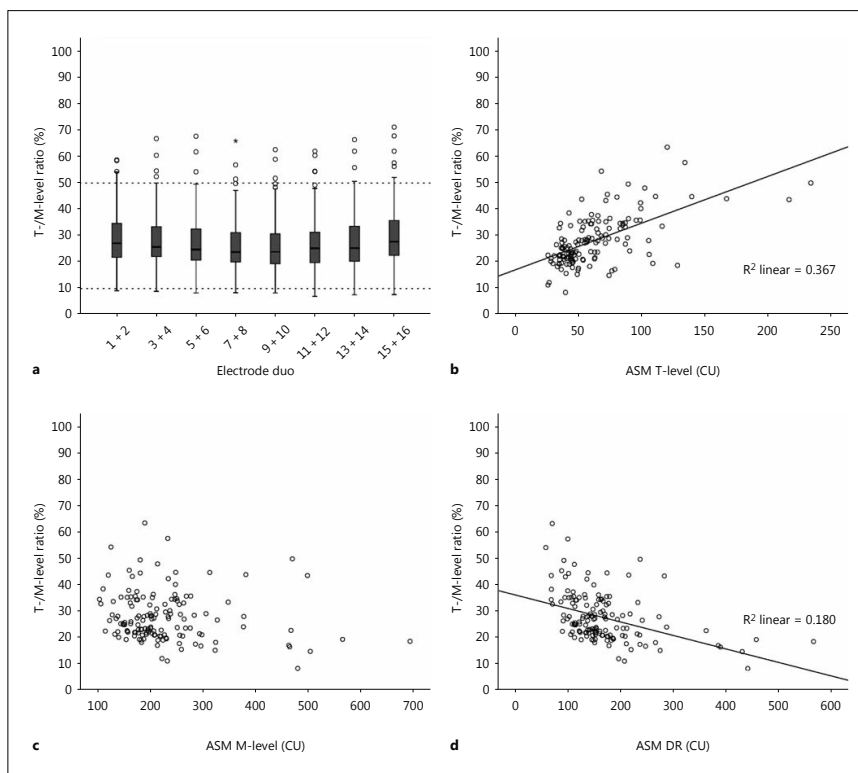 100
90
80
70
60
50
40
30
20
10
0
T-/M-level ratio (%)
1 + 2
3 + 4
5 + 6
7 + 8
9 + 10
11 + 12
13 + 14
15 + 16
*
a
Electrode duo
100
90
80
70
60
50
40
30
20
10
0
T-/M-level ratio (%)
R² linear = 0.367
0 50 100 150 200 250
b
ASM T-level (CU)
100
90
80
70
60
50
40
30
20
10
0
T-/M-level ratio (%)
100 200 300 400 500 600 700
c
ASM M-level (CU)
100
90
80
70
60
50
40
30
20
10
0
T-/M-level ratio (%)
R² linear = 0.180
0 100 200 300 400 500 600
d
ASM DR (CU)